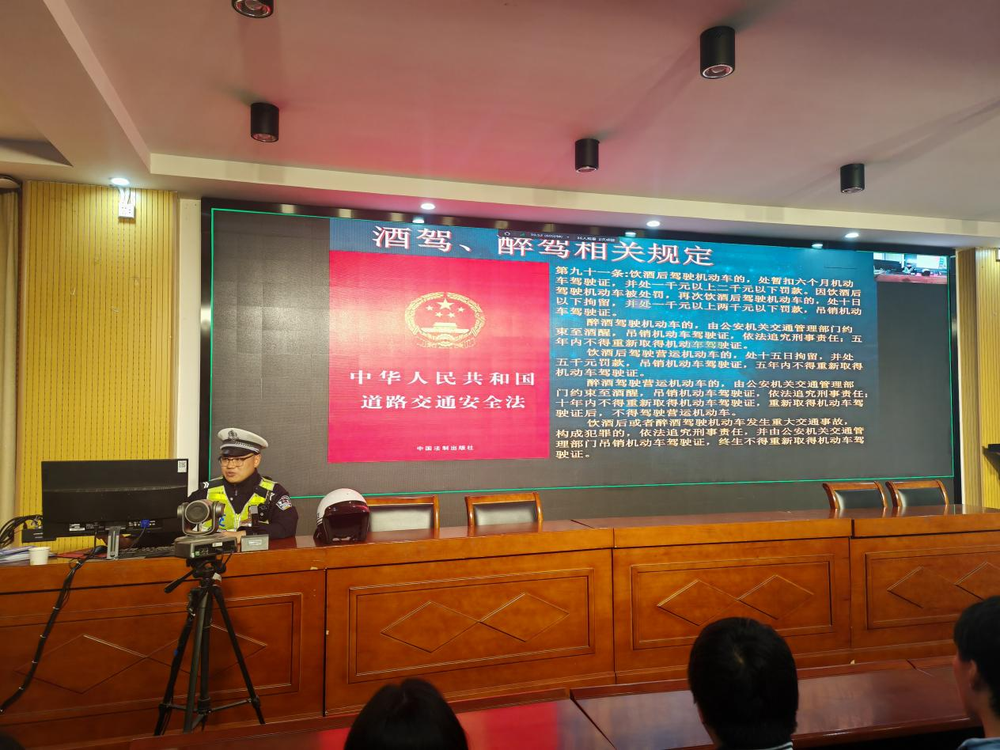 酒驾、醉驾相关规定
中华人民共和国
道路交通安全法
中国法制出版社
第九十一条:饮酒后驾驶机动车的，处暂扣六个月机动
车驾驶证，并处一千元以上二千元以下罚款。因饮酒后
驾驶机动车被处罚，再次饮酒后驾驶机动车的，处十日
以下拘留，并处一千元以上两千元以下罚款，吊销机动
车驾驶证。
醉酒驾驶机动车的，由公安机关交通管理部门约
束至酒醒，吊销机动车驾驶证，依法追究刑事责任；五
年内不得重新取得机动车驾驶证。
饮酒后驾驶营运机动车的，处十五日拘留，并处
五千元罚款，吊销机动车驾驶证，五年内不得重新取得
机动车驾驶证。
醉酒驾驶营运机动车的，由公安机关交通管理部
门约束至酒醒，吊销机动车驾驶证，依法追究刑事责任；
十年内不得重新取得机动车驾驶证，重新取得机动车驾
驶证后，不得驾驶营运机动车。
饮酒后或者醉酒驾驶机动车发生重大交通事故，
构成犯罪的，依法追究刑事责任，并由公安机关交通管
理部门吊销机动车驾驶证，终生不得重新取得机动车驾
驶证。